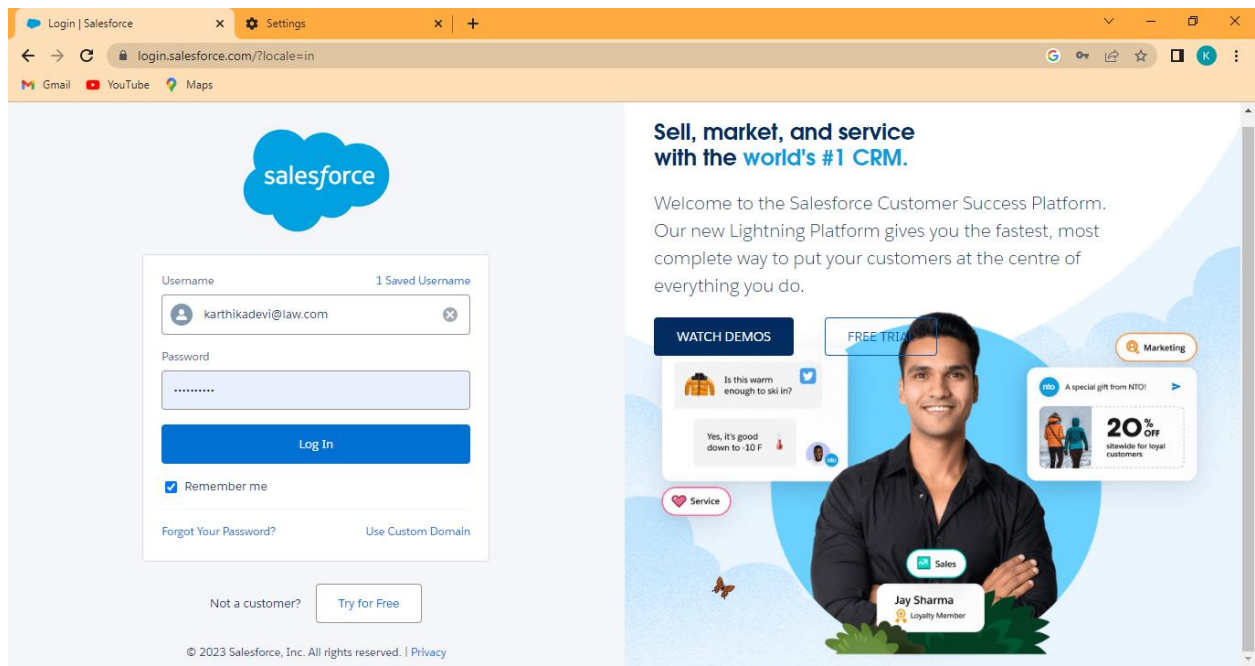 Login | Salesforce
Settings
login.salesforce.com/?locale=in
K
Gmail
YouTube
Maps
salesforce
Username
1 Saved Username
karthikadevi@law.com
Password
..........
Log In
Remember me
Forgot Your Password?
Use Custom Domain
Not a customer?
Try for Free
© 2023 Salesforce, Inc. All rights reserved. | Privacy
Sell, market, and service
with the world's #1 CRM.
Welcome to the Salesforce Customer Success Platform.
Our new Lightning Platform gives you the fastest, most
complete way to put your customers at the centre of
everything you do.
WATCH DEMOS
FREE TRIAL
Marketing
Is this warm
enough to ski in?
nto
A special gift from NTO!
Yes, it's good
down to -10 F
nto
20% OFF
sitewide for loyal
customers
Service
Sales
Jay Sharma
Loyalty Member